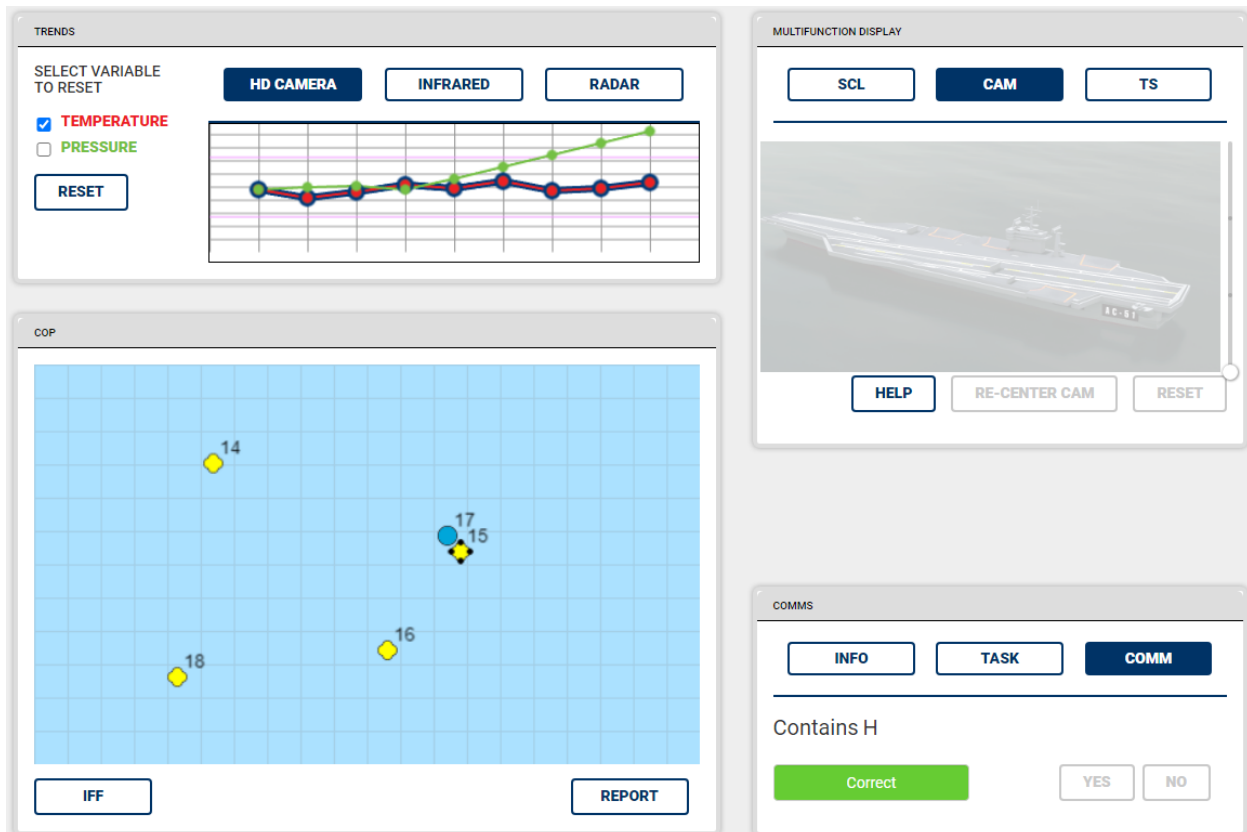 TRENDS
SELECT VARIABLE
TO RESET
HD CAMERA
INFRARED
RADAR
TEMPERATURE
PRESSURE
RESET
MULTIFUNCTION DISPLAY
SCL
CAM
TS
HELP
RE-CENTER CAM
RESET
COP
14
17
15
16
18
IFF
REPORT
COMMS
INFO
TASK
COMM
Contains H
Correct
YES
NO